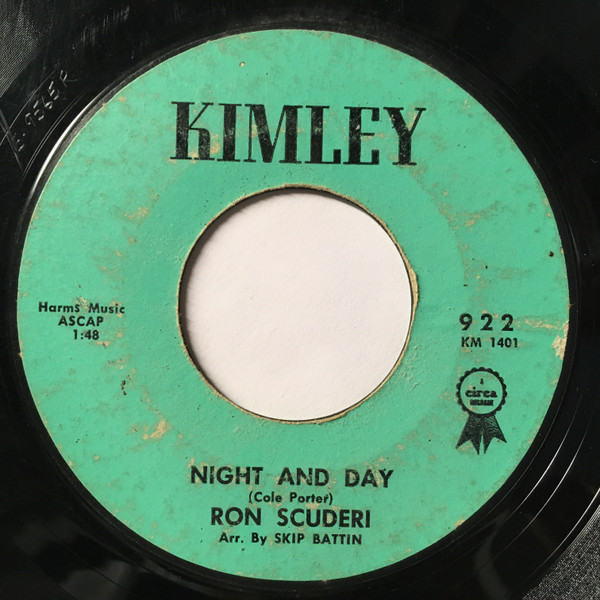 KIMLEY
Harms Music
ASCAP
1:48
922
KM 1401
A
circa
NIGHT AND DAY
(Cole Porter)
RON SCUDERI
Arr. By SKIP BATTIN